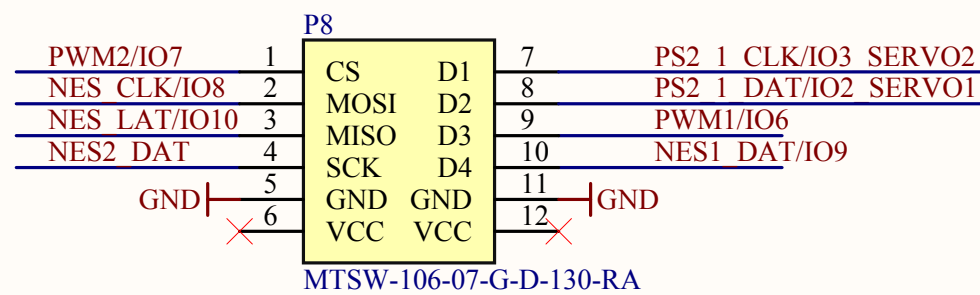 P8
PWM2/IO7 1 CS D1 7 PS2_1_CLK/IO3_SERVO2
NES_CLK/IO8 2 MOSI D2 8 PS2_1_DAT/IO2_SERVO1
NES_LAT/IO10 3 MISO D3 9 PWM1/IO6
NES2_DAT 4 SCK D4 10 NES1_DAT/IO9
GND 5 GND GND 11 GND
6 VCC VCC 12
MTSW-106-07-G-D-130-RA